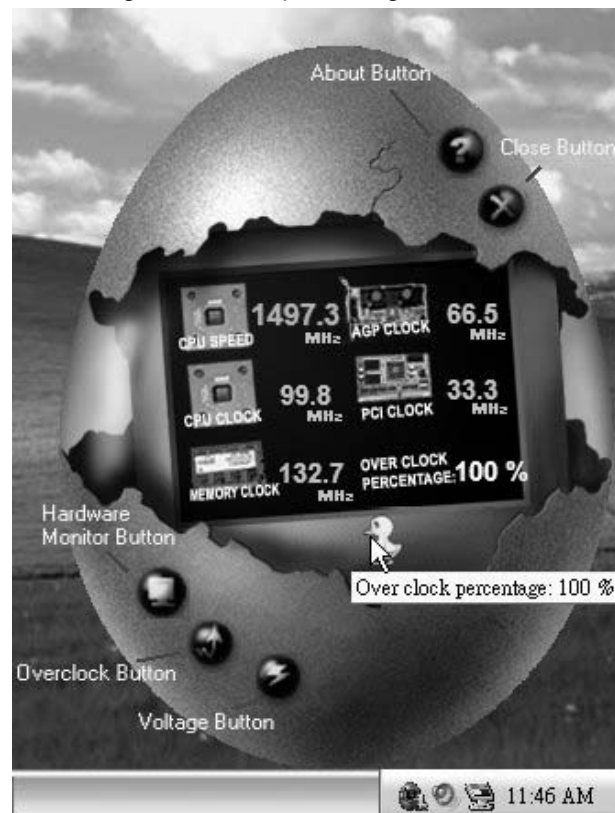 About Button
Close Button
CPU SPEED 1497.3 MHz
AGP CLOCK 66.5 MHz
CPU CLOCK 99.8 MHz
PCI CLOCK 33.3 MHz
MEMORY CLOCK 132.7 MHz
OVER CLOCK PERCENTAGE: 100 %
Over clock percentage: 100 %
Hardware
Monitor Button
Overclock Button
Voltage Button
11:46 AM